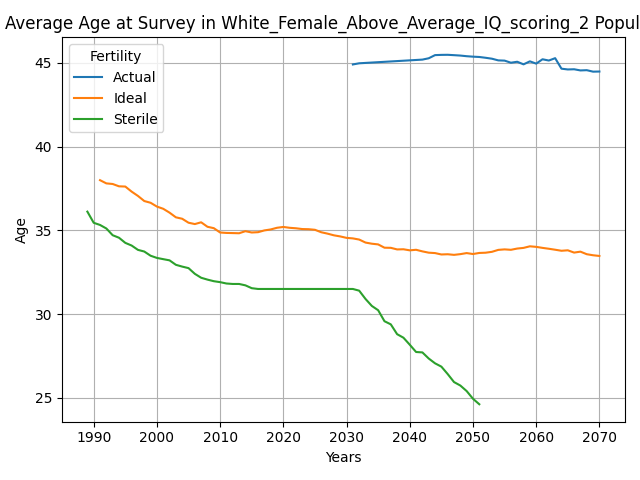 Average Age at Survey in White_Female_Above_Average_IQ_scoring_2 Popul
Fertility
Actual
Ideal
Sterile
45
40
35
30
25
Age
1990 2000 2010 2020 2030 2040 2050 2060 2070
Years